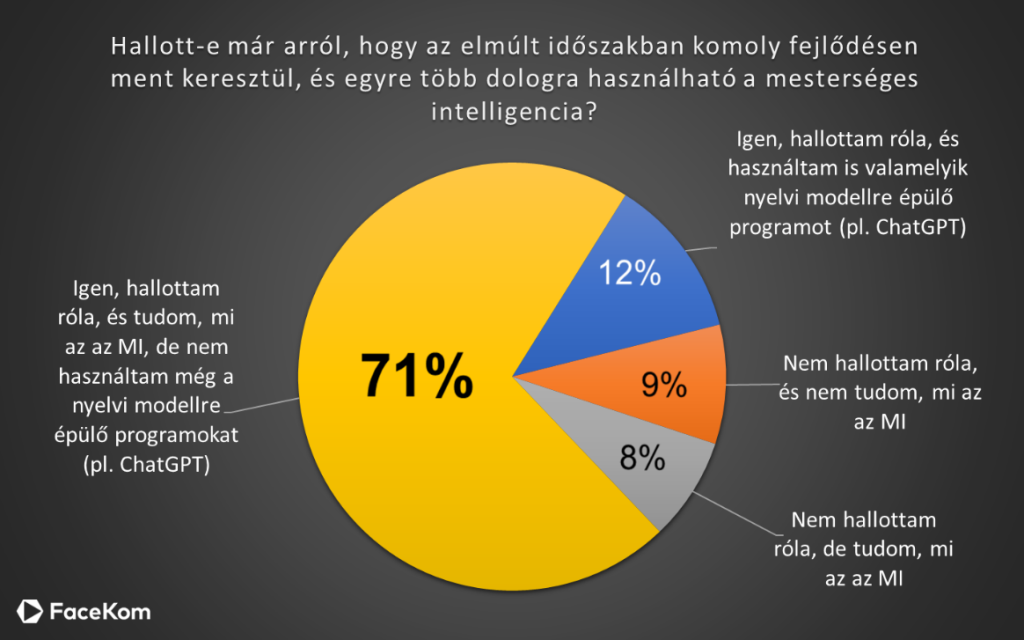 Hallott-e már arról, hogy az elmúlt időszakban komoly fejlődésen
ment keresztül, és egyre több dologra használható a mesterséges
intelligencia?
Igen, hallottam róla, és
használtam is valamelyik
nyelvi modellre épülő
programot (pl. ChatGPT)
12%
Igen, hallottam
róla, és tudom, mi
az az MI, de nem
használtam még a
nyelvi modellre
épülő programokat
(pl. ChatGPT)
71%
Nem hallottam róla,
és nem tudom, mi az
az MI
9%
8%
Nem hallottam
róla, de tudom, mi
az az MI
FaceKom